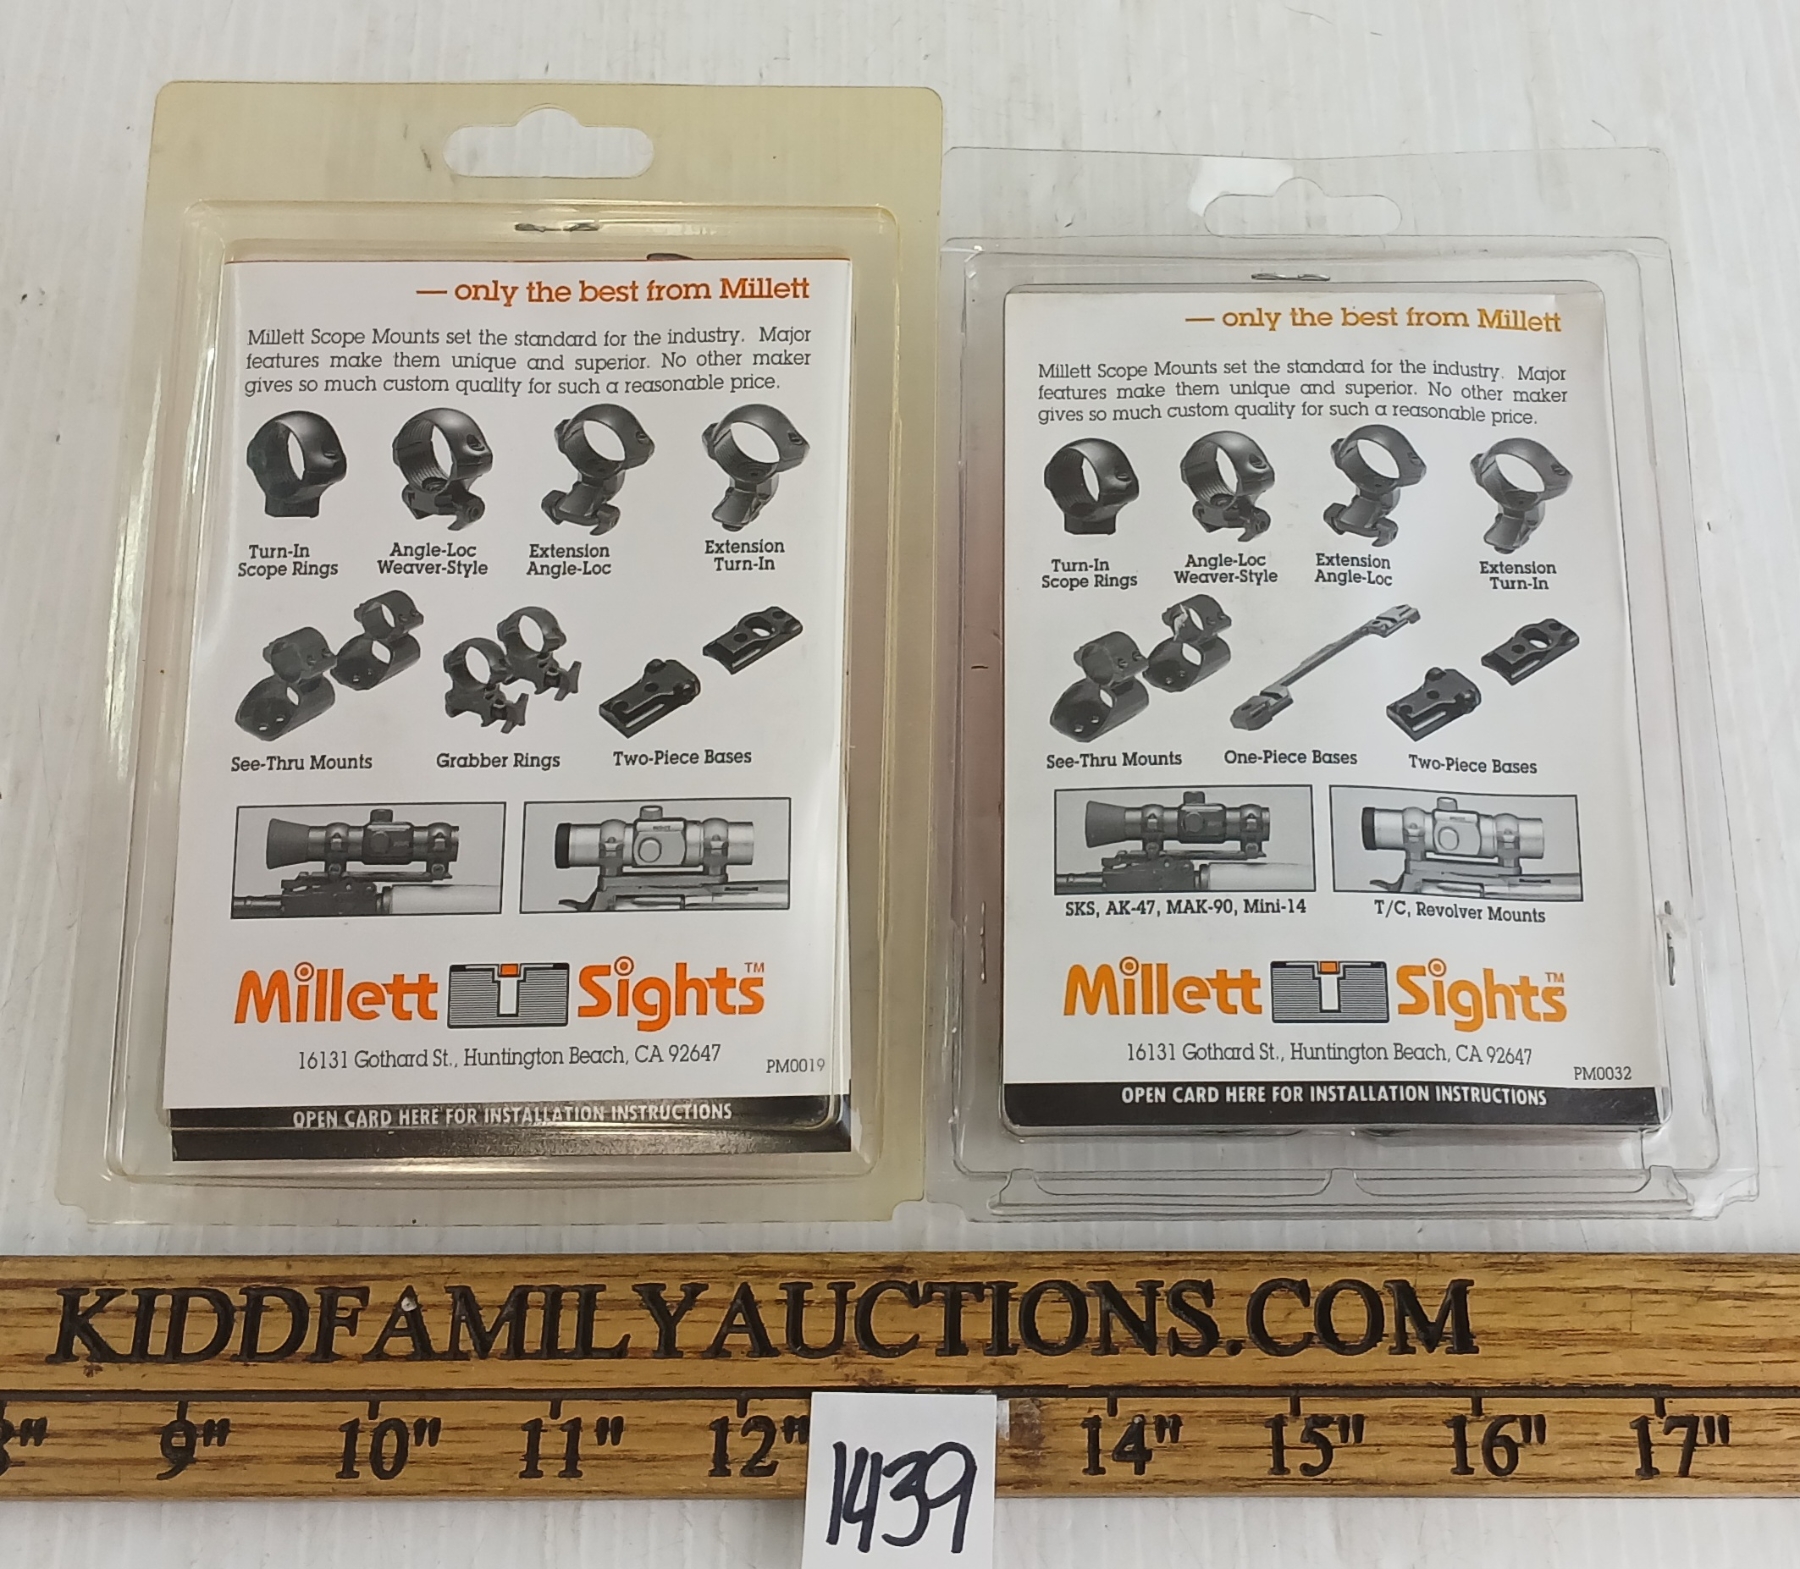 — only the best from Millett
Millett Scope Mounts set the standard for the industry. Major
features make them unique and superior. No other maker
gives so much custom quality for such a reasonable price.
Turn-In
Scope Rings
Angle-Loc
Weaver-Style
Extension
Angle-Loc
Extension
Turn-In
See-Thru Mounts
Grabber Rings
Two-Piece Bases
Millett Sights™
16131 Gothard St., Huntington Beach, CA 92647
PM0019
OPEN CARD HERE FOR INSTALLATION INSTRUCTIONS
— only the best from Millett
Millett Scope Mounts set the standard for the industry. Major
features make them unique and superior. No other maker
gives so much custom quality for such a reasonable price.
Turn-In
Scope Rings
Angle-Loc
Weaver-Style
Extension
Angle-Loc
Extension
Turn-In
See-Thru Mounts
One-Piece Bases
Two-Piece Bases
SKS, AK-47, MAK-90, Mini-14
T/C, Revolver Mounts
Millett Sights™
16131 Gothard St., Huntington Beach, CA 92647
PM0032
OPEN CARD HERE FOR INSTALLATION INSTRUCTIONS
KIDDFAMILYAUCTIONS.COM
9" 10" 11" 12" 14" 15" 16" 17"
1439